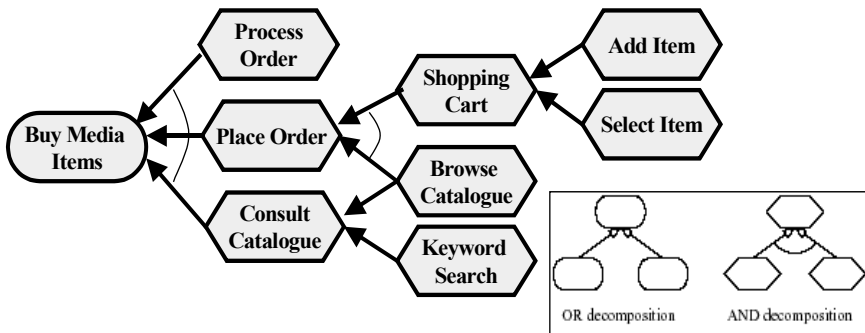 Process
Order
Add Item
Shopping
Cart
Buy Media
Items
Place Order
Select Item
Browse
Catalogue
Consult
Catalogue
Keyword
Search
OR decomposition
AND decomposition